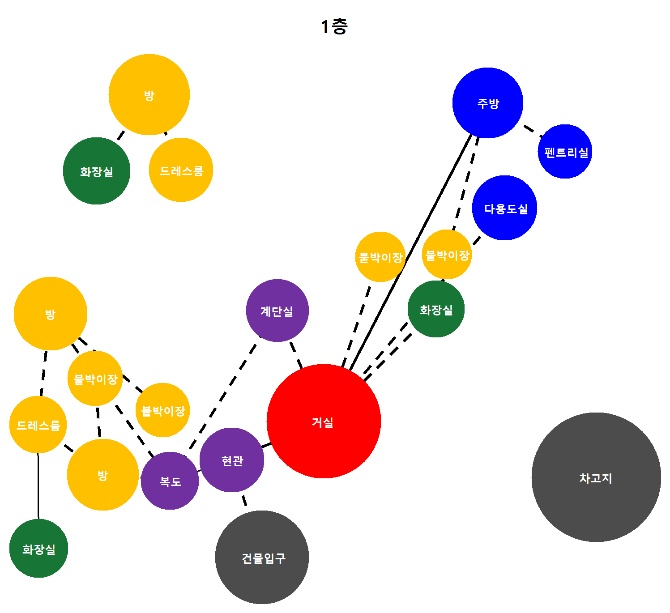 1층
방
주방
펜트리실
화장실
드레스룸
다용도실
붙박이장
붙박이장
계단실
화장실
방
붙박이장
붙박이장
거실
드레스룸
현관
방
복도
차고지
화장실
건물입구